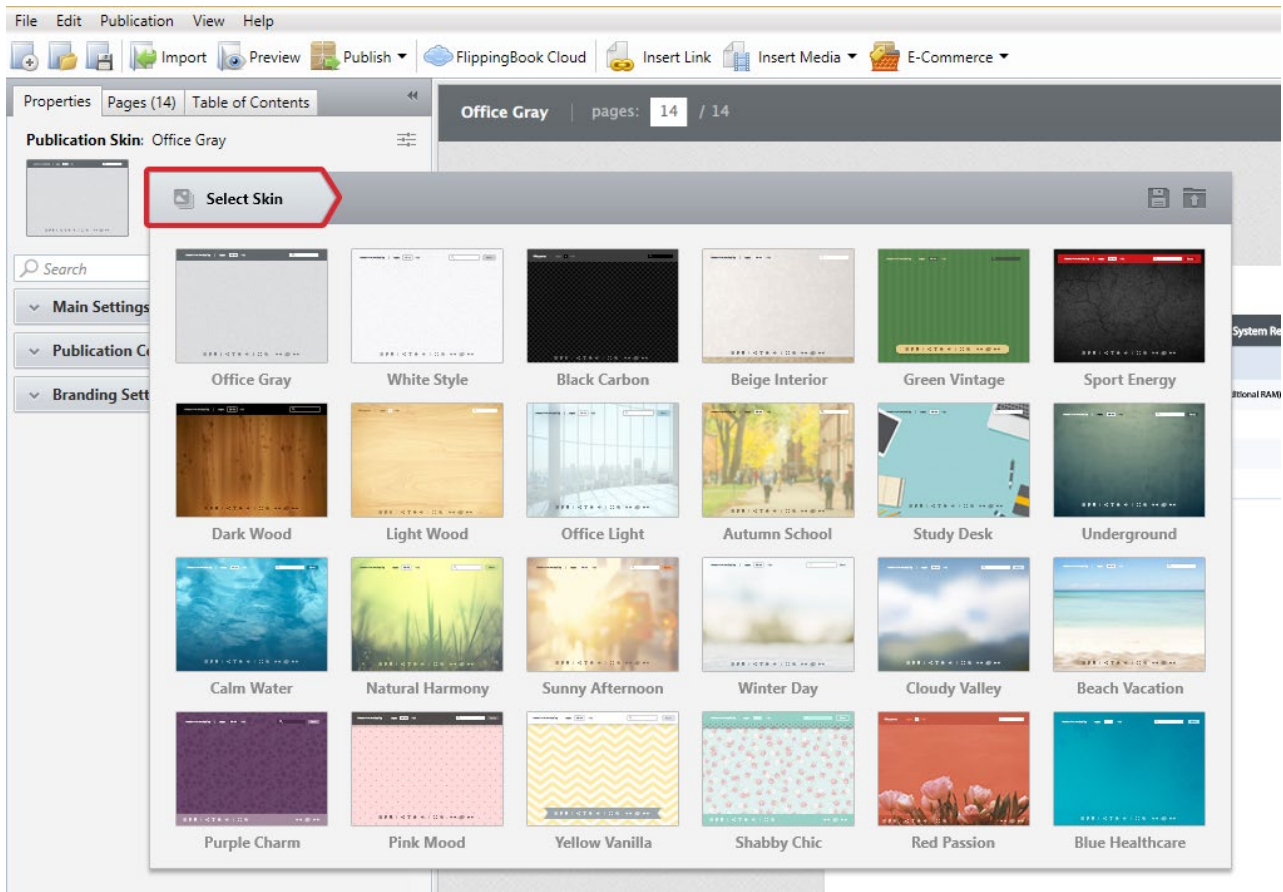 File Edit Publication View Help
Import Preview Publish FlippingBook Cloud Insert Link Insert Media E-Commerce
Properties Pages (14) Table of Contents
Office Gray pages: 14 / 14
Publication Skin: Office Gray
Select Skin
Search
Main Settings
Publication
Branding
System
Office Gray White Style Black Carbon Beige Interior Green Vintage Sport Energy
Dark Wood Light Wood Office Light Autumn School Study Desk Underground
Calm Water Natural Harmony Sunny Afternoon Winter Day Cloudy Valley Beach Vacation
Purple Charm Pink Mood Yellow Vanilla Shabby Chic Red Passion Blue Healthcare